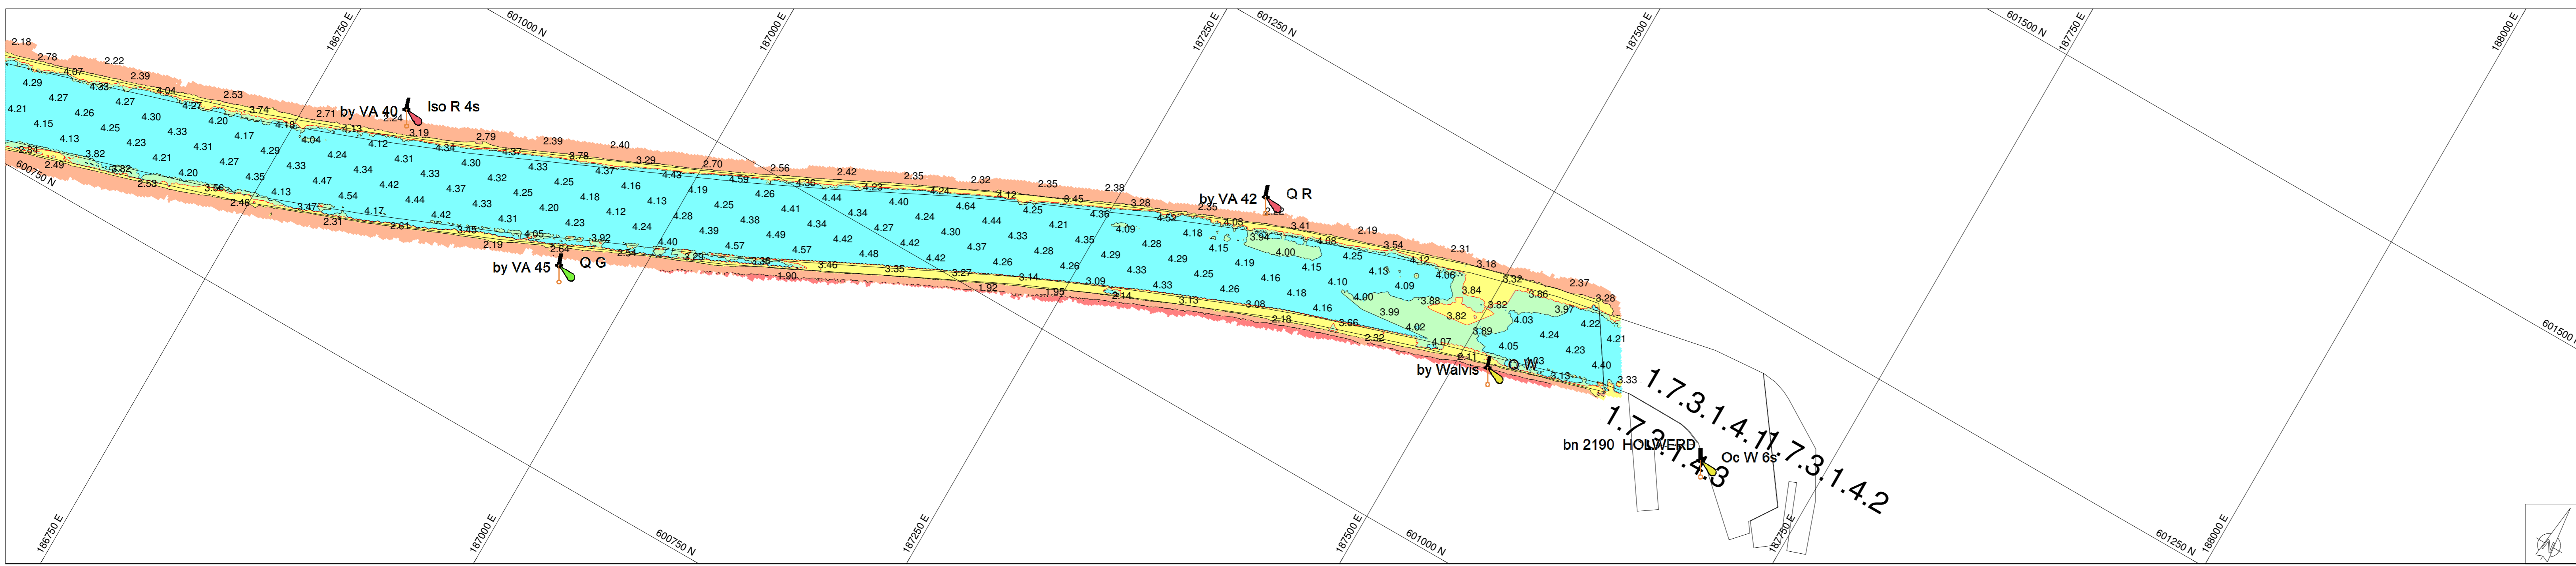 186750 E
601000 N
187000 E
187250 E
601250 N
187500 E
601500 N
187750 E
188000 E
2.18
2.78 2.22
4.07 2.39
4.29 4.33 4.04 2.53
4.27 4.27 4.27 3.74 2.71
4.21 4.26 4.30 4.20 4.18 4.13
by VA 40 Iso R 4s
2.24
3.19 2.79 2.39 2.40
4.15 4.25 4.33 4.17 4.04 4.12 4.34 4.37 3.78 3.29 2.70 2.56 2.42 2.35 2.32 2.35 2.38
4.13 4.23 4.31 4.29 4.24 4.31 4.30 4.33 4.37 4.43 4.59 4.36 4.23 4.24 4.12 3.45 3.28 2.35
2.84 3.82 4.21 4.27 4.33 4.34 4.33 4.32 4.25 4.16 4.19 4.26 4.44 4.40 4.64 4.25 4.36 4.52 4.03
by VA 42 Q R
3.41 2.19
2.49 3.82 4.20 4.35 4.47 4.42 4.37 4.25 4.18 4.13 4.25 4.41 4.34 4.24 4.44 4.21 4.09 4.18 3.94 4.08 3.54 2.31
600750 N
2.53 3.56 4.13 4.54 4.44 4.33 4.20 4.12 4.28 4.38 4.34 4.27 4.30 4.33 4.35 4.28 4.15 4.00 4.25 4.12 3.18
2.46 3.47 4.17 4.42 4.31 4.23 4.24 4.39 4.49 4.42 4.42 4.37 4.28 4.29 4.29 4.19 4.15 4.13 4.06 3.32 2.37
2.31 2.61 3.45 4.05 3.92 4.40 4.57 4.57 4.48 4.42 4.26 4.26 4.33 4.25 4.16 4.10 4.09 3.84 3.86 3.28
2.19 2.64 2.54 3.29 3.36 3.46 3.35 3.27 3.14 3.09 4.33 4.26 4.18 4.00 3.88 3.82 3.97
by VA 45 Q G
1.90 1.92 1.95 2.14 3.13 3.08 4.16 3.99 3.82 4.03 4.22
2.18 3.66 4.02 3.89 4.24 4.21
2.32 4.07 4.05 4.23
2.11 4.03 4.40
by Walvis Q W
3.13 3.33
601500 N
1.7.3.1.4.1
1.7.3.1.4.3
1.7.3.1.4.2
bn 2190 HOLWERD
Oc W 6s
186750 E
187000 E
600750 N
187250 E
187500 E
601000 N
187750 E
601250 N
188000 E
N